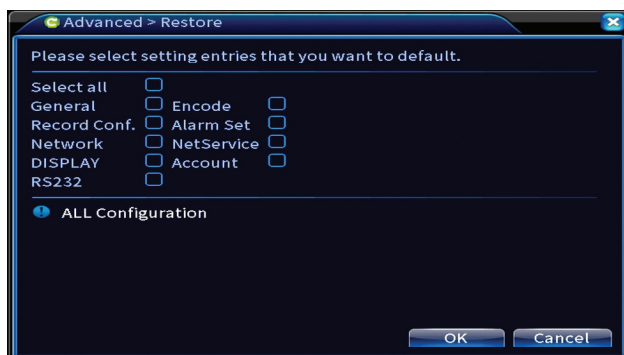 Advanced > Restore
Please select setting entries that you want to default.
Select all
General Encode
Record Conf. Alarm Set
Network NetService
DISPLAY Account
RS232
ALL Configuration
OK Cancel